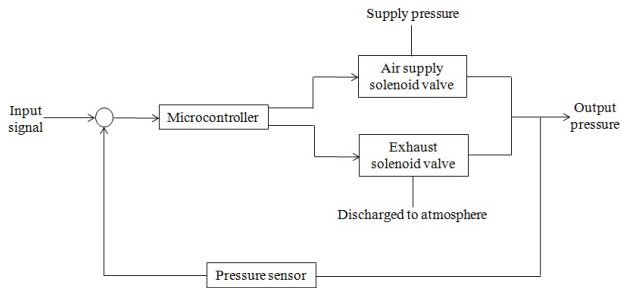 Supply pressure
Air supply
solenoid valve
Input
signal
Microcontroller
Output
pressure
Exhaust
solenoid valve
Discharged to atmosphere
Pressure sensor